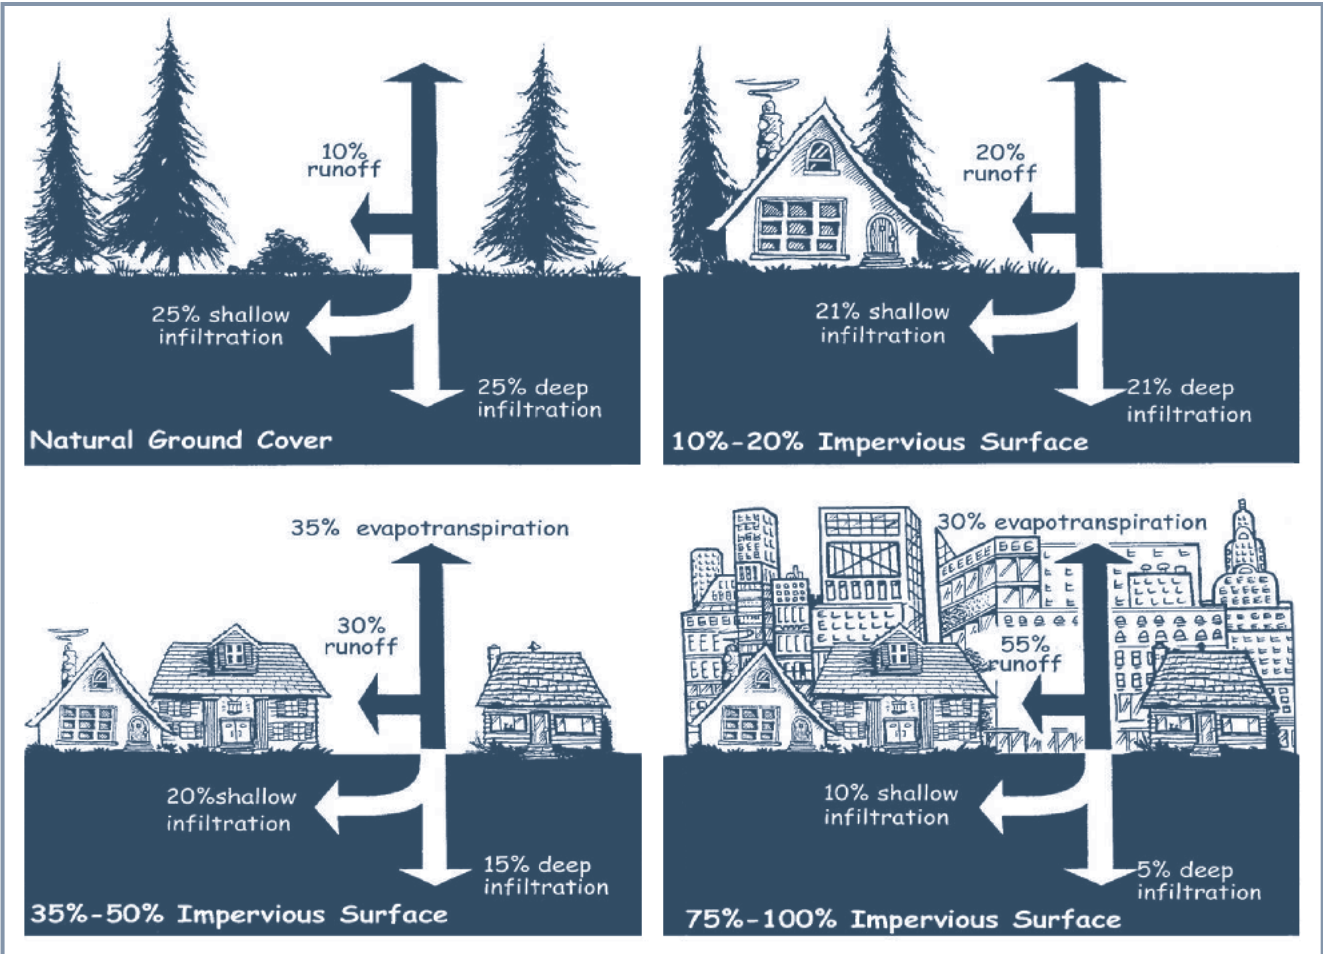 10%
runoff
25% shallow
infiltration
25% deep
infiltration
Natural Ground Cover
20%
runoff
21% shallow
infiltration
21% deep
infiltration
10%-20% Impervious Surface
35% evapotranspiration
30%
runoff
20%shallow
infiltration
15% deep
infiltration
35%-50% Impervious Surface
30% evapotranspiration
55%
runoff
10% shallow
infiltration
5% deep
infiltration
75%-100% Impervious Surface